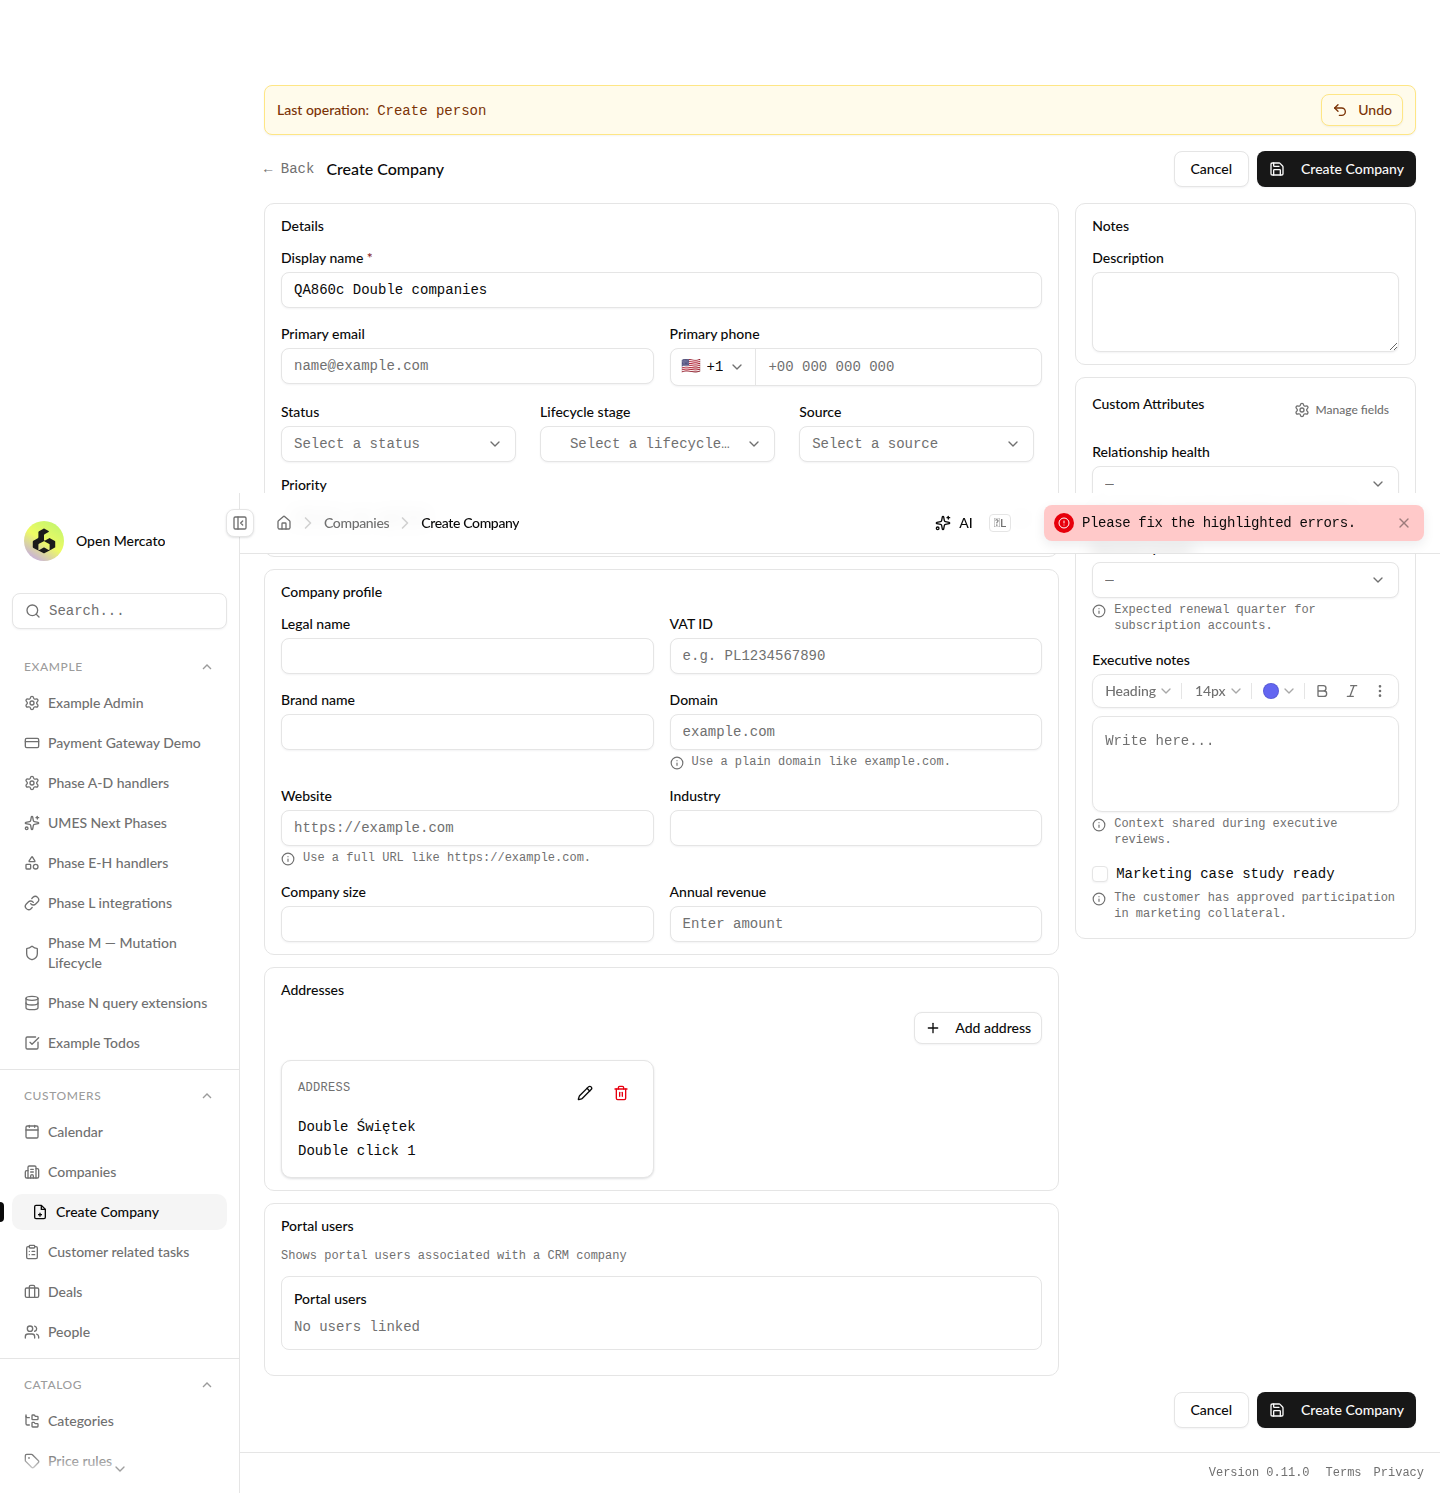 Last operation: Create person
Undo
← Back Create Company
Cancel
Create Company
Details
Display name *
QA860c Double companies
Primary email
Primary phone
name@example.com
+1
+00 000 000 000
Status
Lifecycle stage
Source
Select a status
Select a lifecycle…
Select a source
Priority
Notes
Description
Custom Attributes
Manage fields
Relationship health
—
Open Mercato
Companies
Create Company
AI
L
Please fix the highlighted errors.
Search...
EXAMPLE
Example Admin
Payment Gateway Demo
Phase A-D handlers
UMES Next Phases
Phase E-H handlers
Phase L integrations
Phase M — Mutation
Lifecycle
Phase N query extensions
Example Todos
CUSTOMERS
Calendar
Companies
Create Company
Customer related tasks
Deals
People
CATALOG
Categories
Price rules
Company profile
Legal name
VAT ID
e.g. PL1234567890
Brand name
Domain
example.com
Use a plain domain like example.com.
Website
Industry
https://example.com
Use a full URL like https://example.com.
Company size
Annual revenue
Enter amount
—
Expected renewal quarter for
subscription accounts.
Executive notes
Heading
14px
Write here...
Context shared during executive
reviews.
Marketing case study ready
The customer has approved participation
in marketing collateral.
Addresses
Add address
ADDRESS
Double Świętek
Double click 1
Portal users
Shows portal users associated with a CRM company
Portal users
No users linked
Cancel
Create Company
Version 0.11.0 Terms Privacy